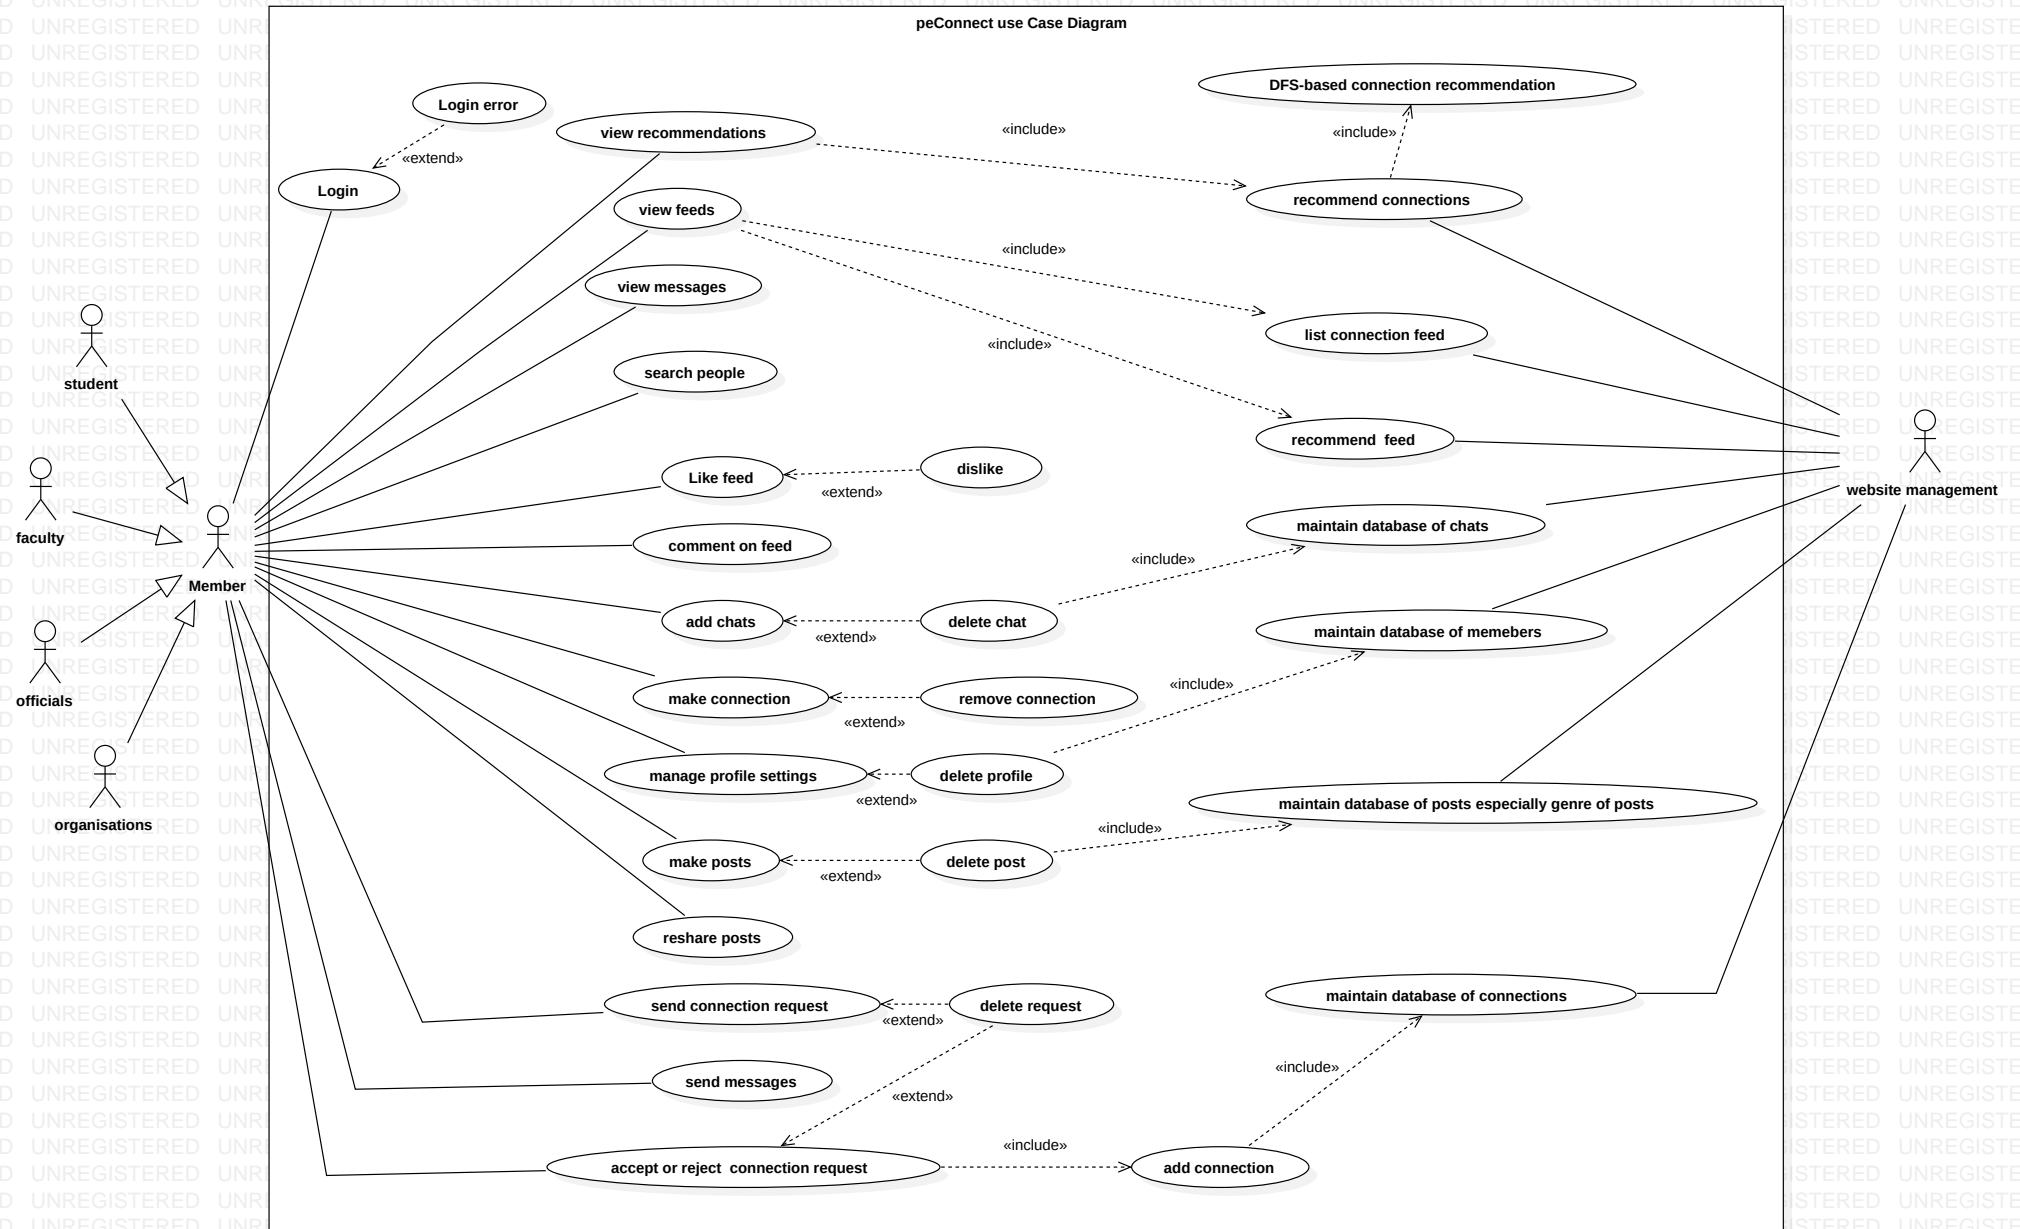 peConnect use Case Diagram
DFS-based connection recommendation
Login error
view recommendations
«include»
«include»
«extend»
Login
recommend connections
view feeds
«include»
view messages
list connection feed
«include»
student
search people
recommend  feed
Like feed
dislike
«extend»
website management
faculty
maintain database of chats
comment on feed
«include»
Member
add chats
delete chat
«extend»
maintain database of memebers
«include»
officials
make connection
remove connection
«extend»
manage profile settings
delete profile
«extend»
maintain database of posts especially genre of posts
organisations
«include»
make posts
delete post
«extend»
reshare posts
maintain database of connections
send connection request
delete request
«extend»
«include»
send messages
«extend»
«include»
accept or reject  connection request
add connection
UNREGISTERED